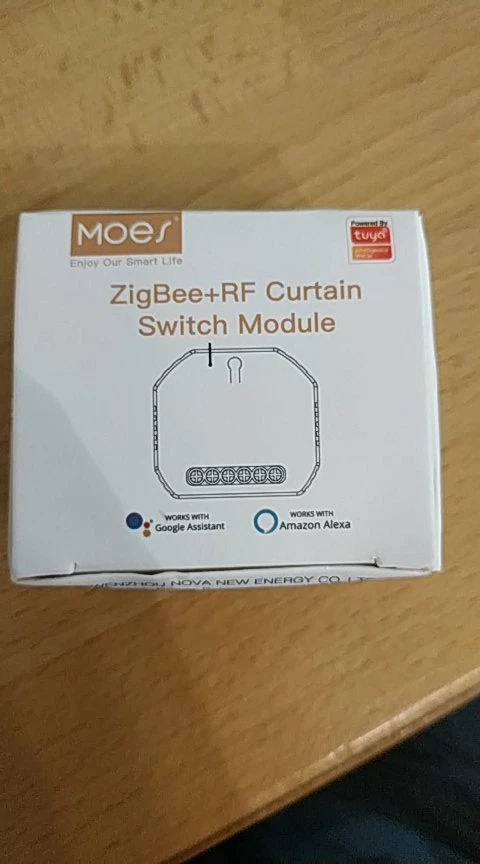 MOES
Powered By
tuya
Enjoy Our Smart Life
ZigBee+RF Curtain
Switch Module
WORKS WITH
Google Assistant
WORKS WITH
Amazon Alexa
WENZHOU NOVA NEW ENERGY CO.